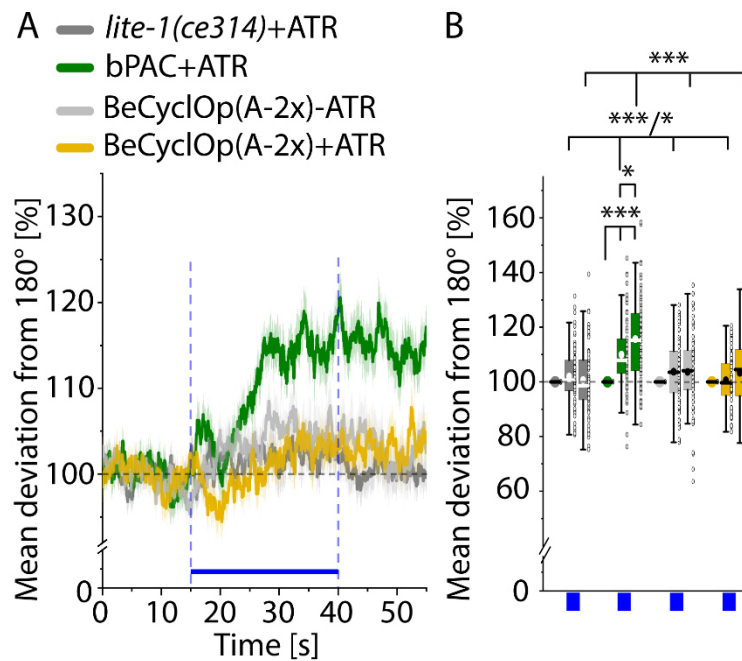 A
lite-1(ce314)+ATR
bPAC+ATR
BeCyclOp(A-2x)-ATR
BeCyclOp(A-2x)+ATR
Mean deviation from 180° [%]
130
120
110
100
0
0 10 20 30 40 50
Time [s]
B
***
***/*
*
***
Mean deviation from 180° [%]
160
140
120
100
80
60
0